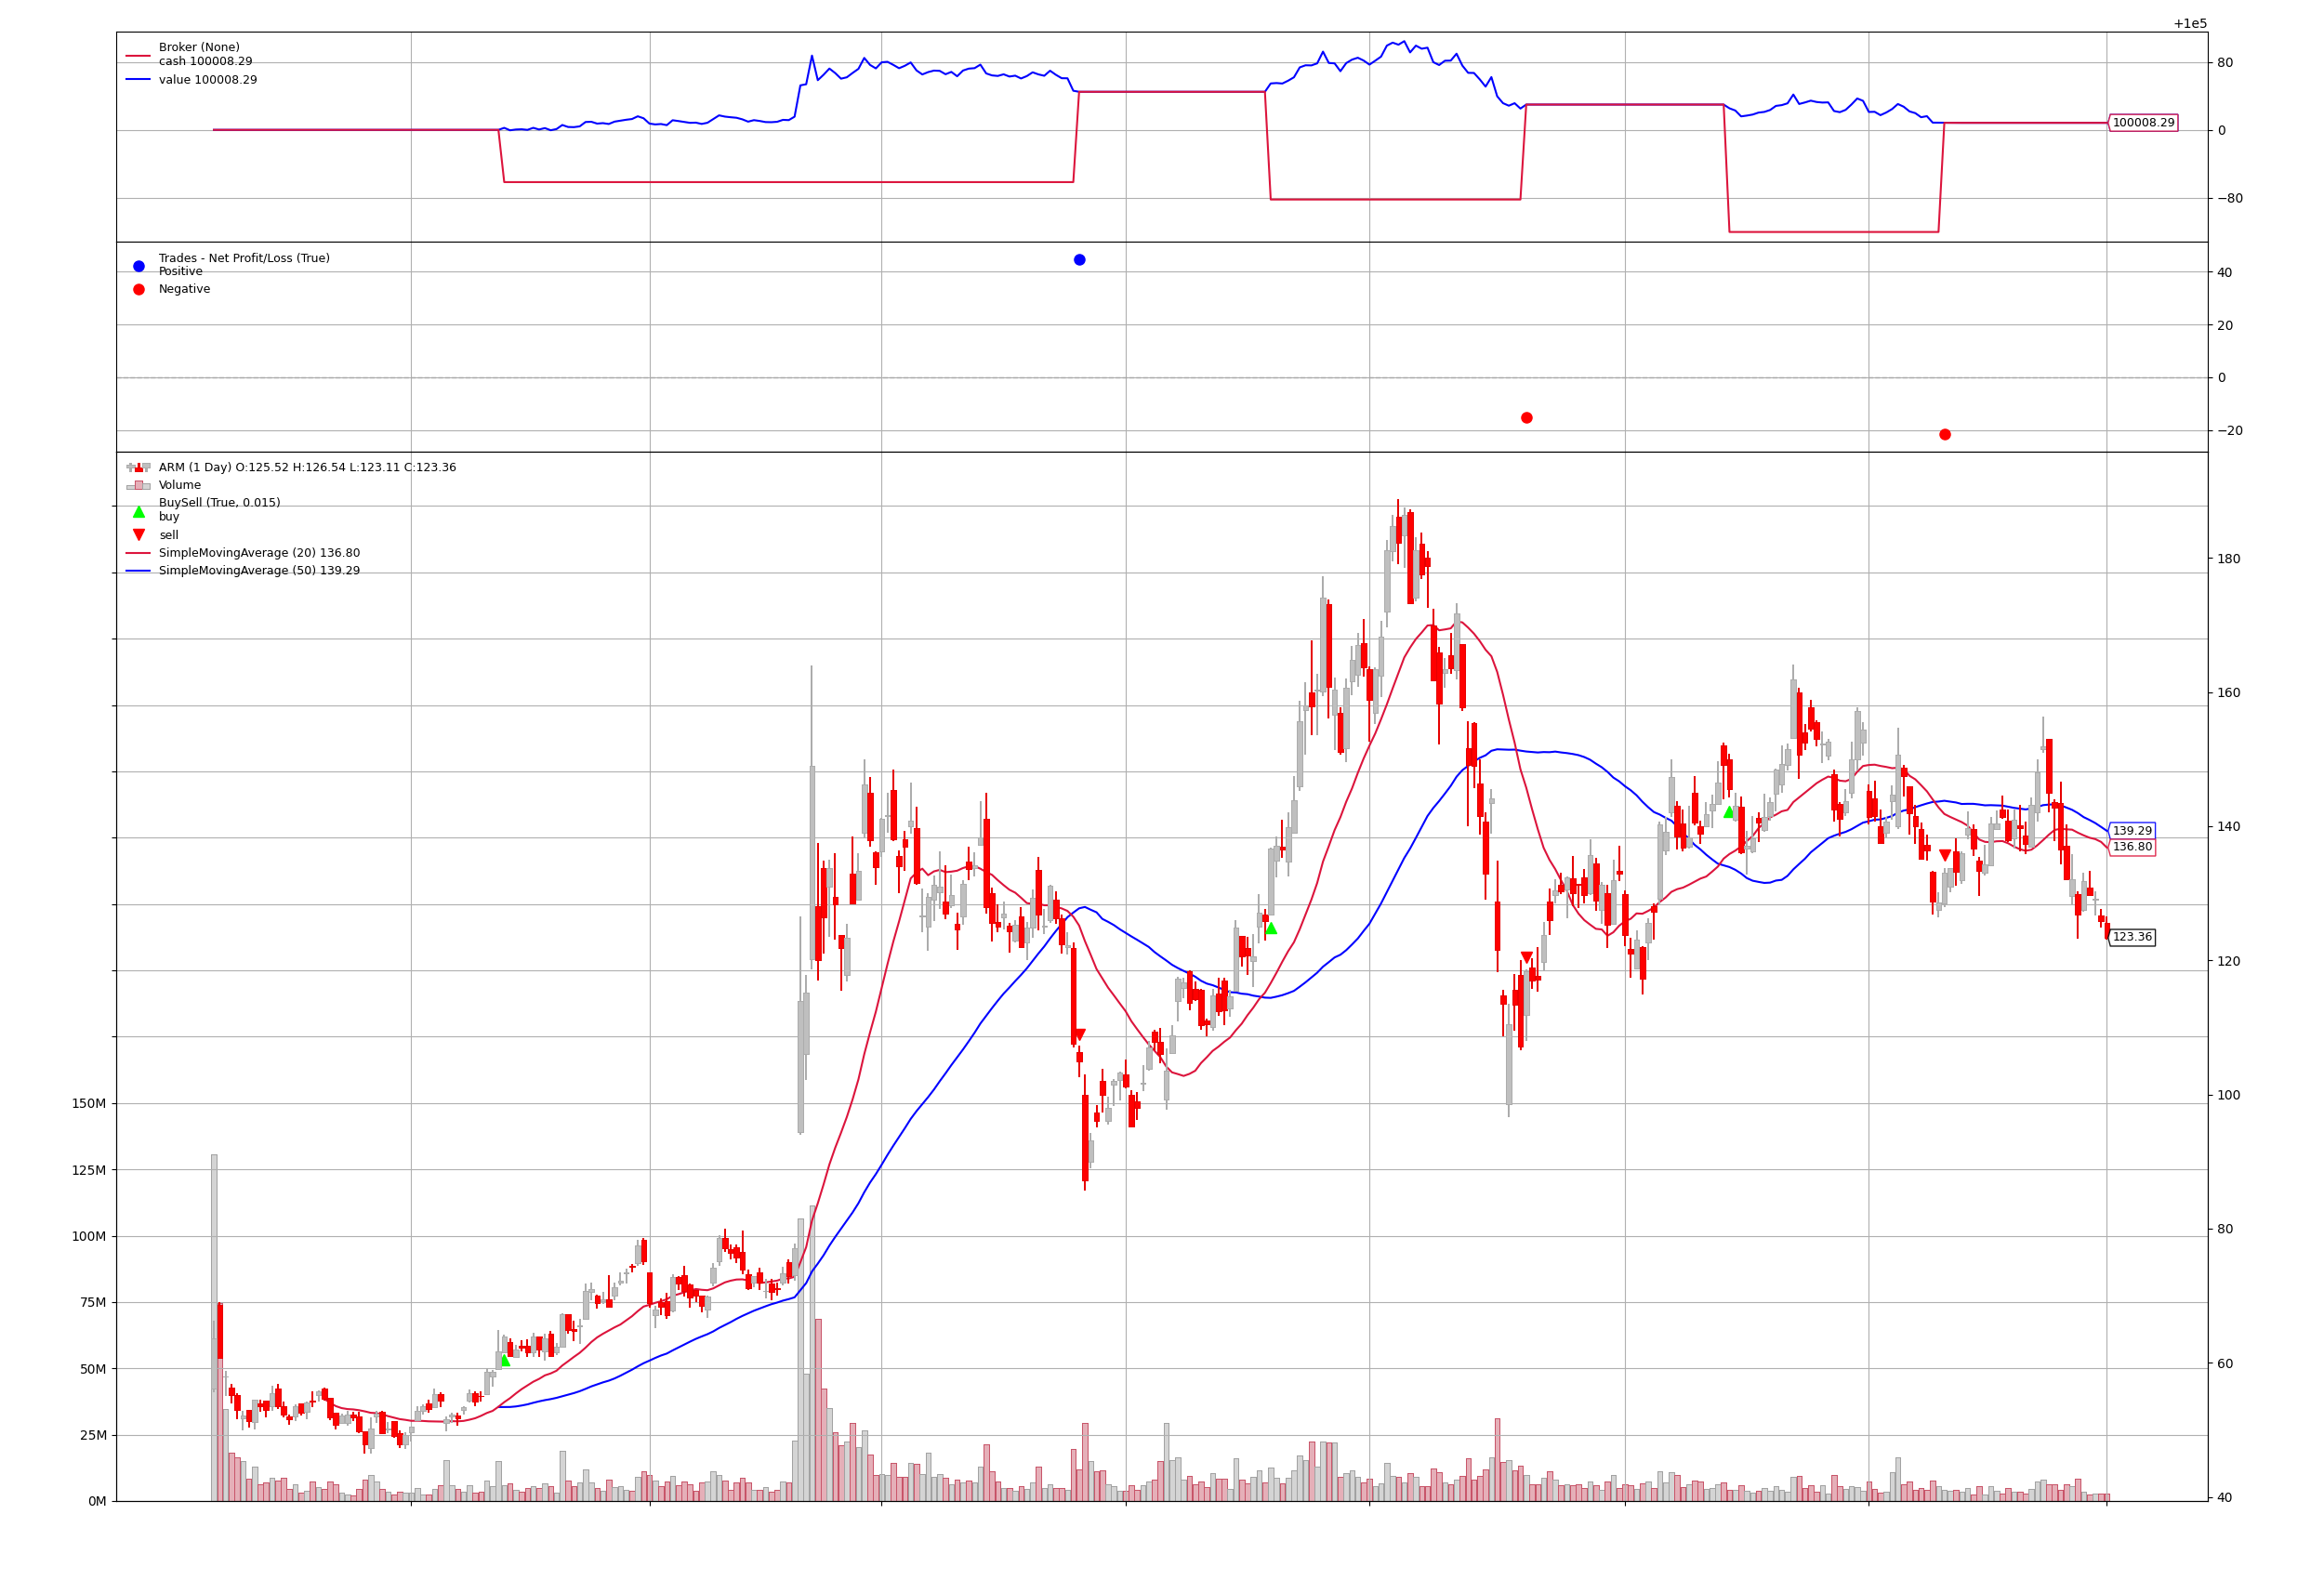 +1e5
Broker (None)
cash 100008.29
value 100008.29
80
0
−80
100008.29
Trades - Net Profit/Loss (True)
Positive
Negative
40
20
0
−20
ARM (1 Day) O:125.52 H:126.54 L:123.11 C:123.36
Volume
BuySell (True, 0.015)
buy
sell
SimpleMovingAverage (20) 136.80
SimpleMovingAverage (50) 139.29
180
160
140
139.29
136.80
123.36
120
100
80
60
40
150M
125M
100M
75M
50M
25M
0M